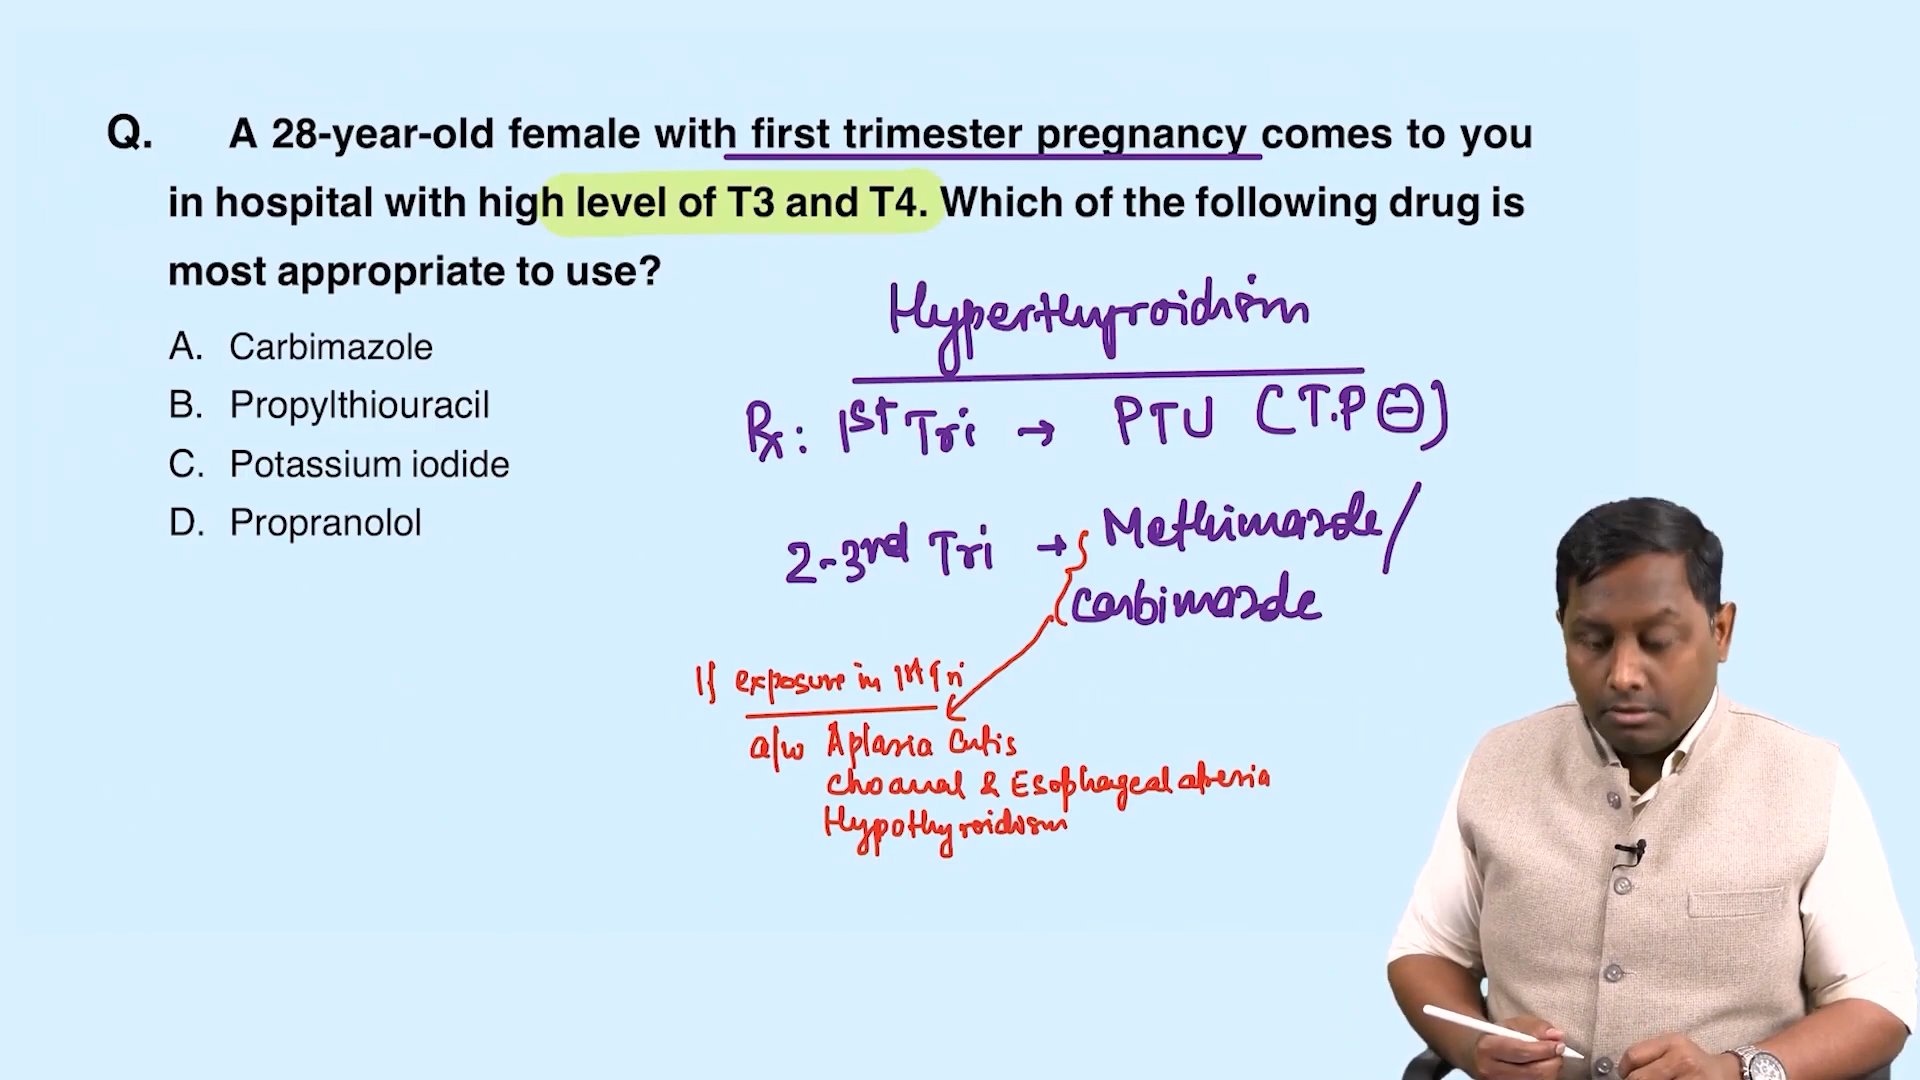 Q. A 28-year-old female with first trimester pregnancy comes to you
in hospital with high level of T3 and T4. Which of the following drug is
most appropriate to use?
A. Carbimazole
B. Propylthiouracil
C. Potassium iodide
D. Propranolol
Hyperthyroidism
Rx: 1st Tri → PTU (T.P ⊖)
2-3rd Tri → Methimazole/
Carbimazole
If exposure in 1st Tri
a/w Aplasia Cutis
Choanal & Esophageal atresia
Hypothyroidism